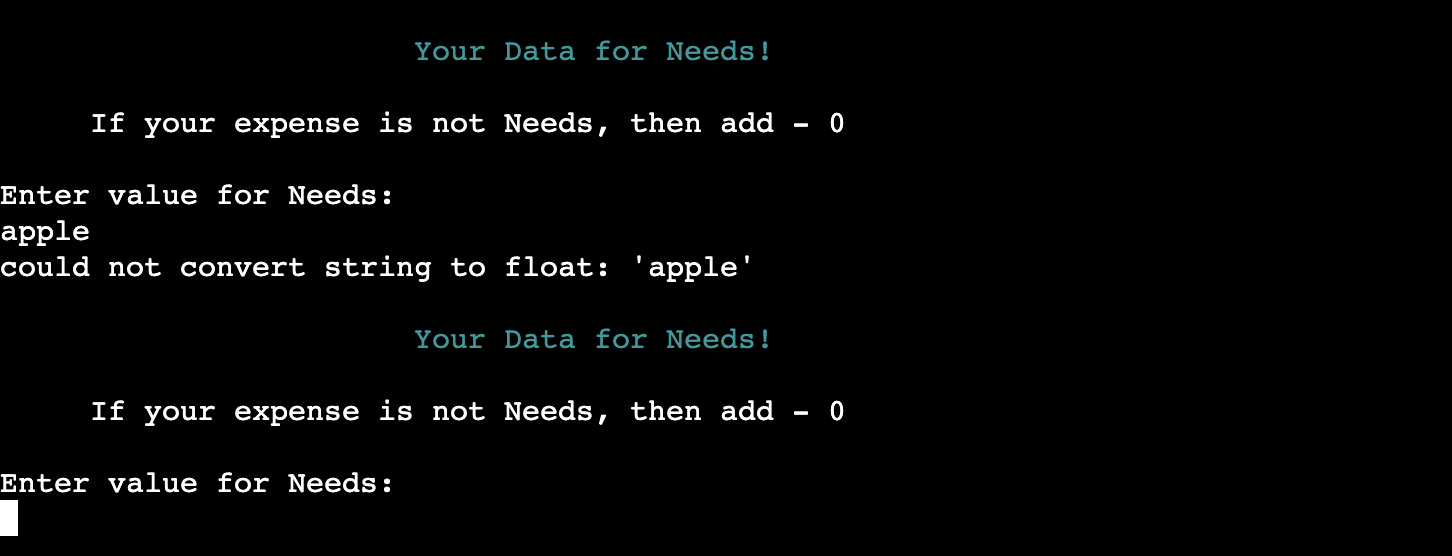 Your Data for Needs!
If your expense is not Needs, then add - 0
Enter value for Needs:
apple
could not convert string to float: 'apple'
Your Data for Needs!
If your expense is not Needs, then add - 0
Enter value for Needs: